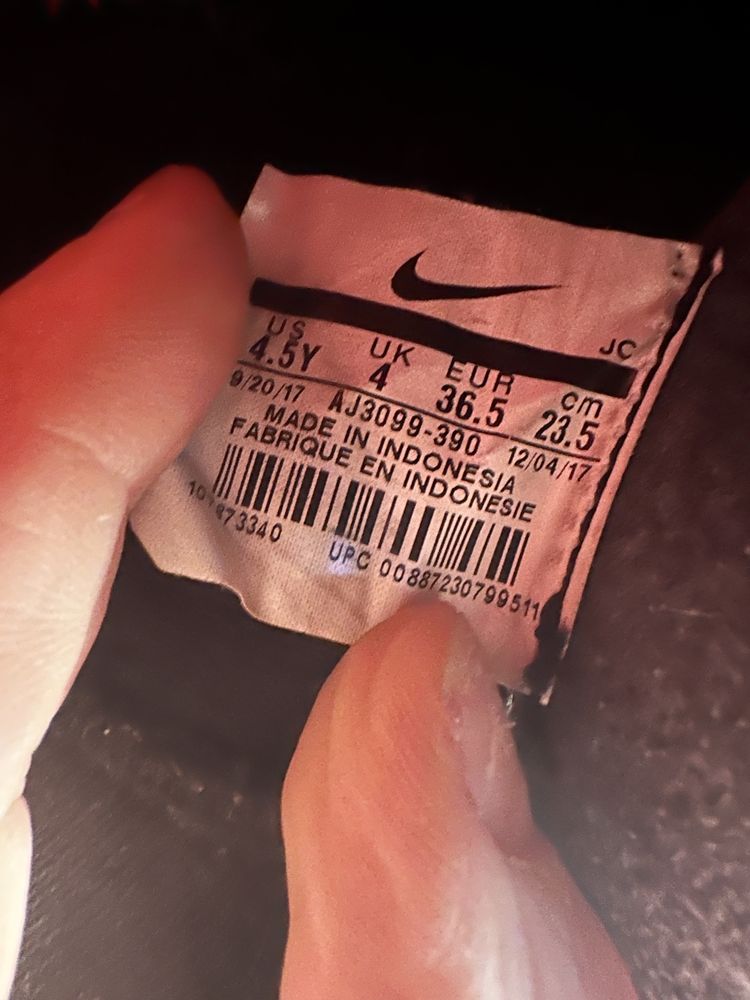 JC
US UK EUR cm
4.5Y 4 36.5 23.5
9/20/17 AJ3099-390 12/04/17
MADE IN INDONESIA
FABRIQUE EN INDONESIE
UPC 00887230799511